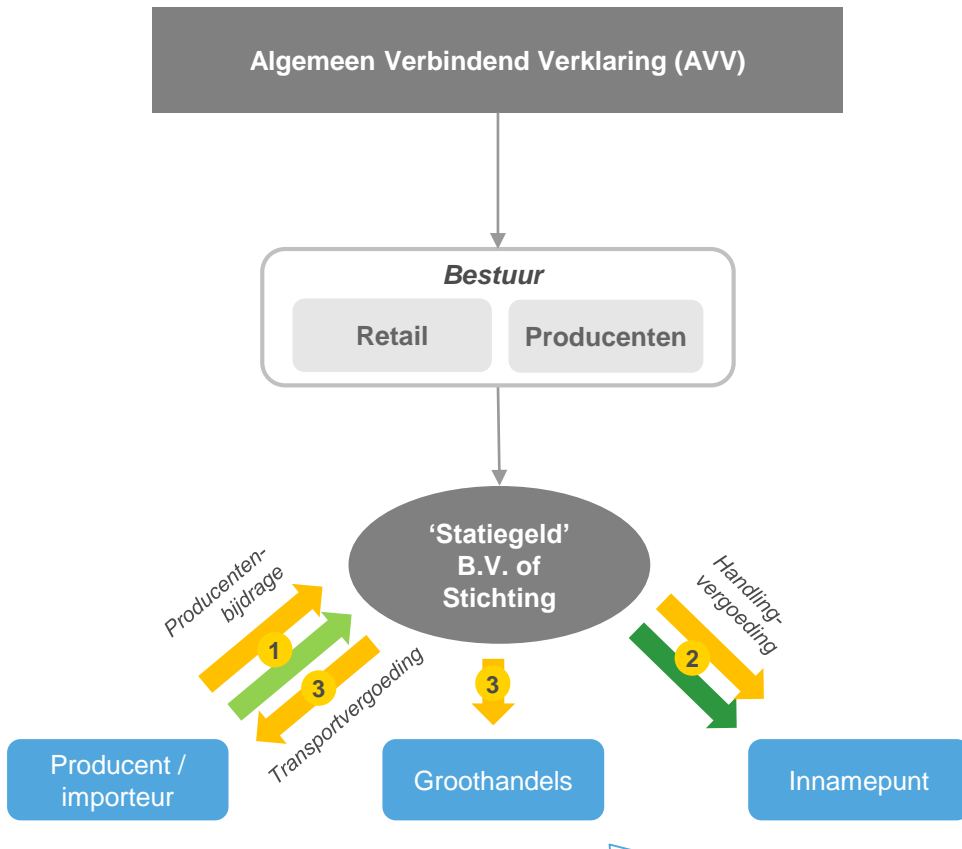 Algemeen Verbindend Verklaring (AVV)
Bestuur
Retail
Producenten
‘Statiegeld’
B.V. of
Stichting
Producenten-
bijdrage
1
3
Transportvergoeding
3
Handling-
vergoeding
2
Producent /
importeur
Groothandels
Innamepunt